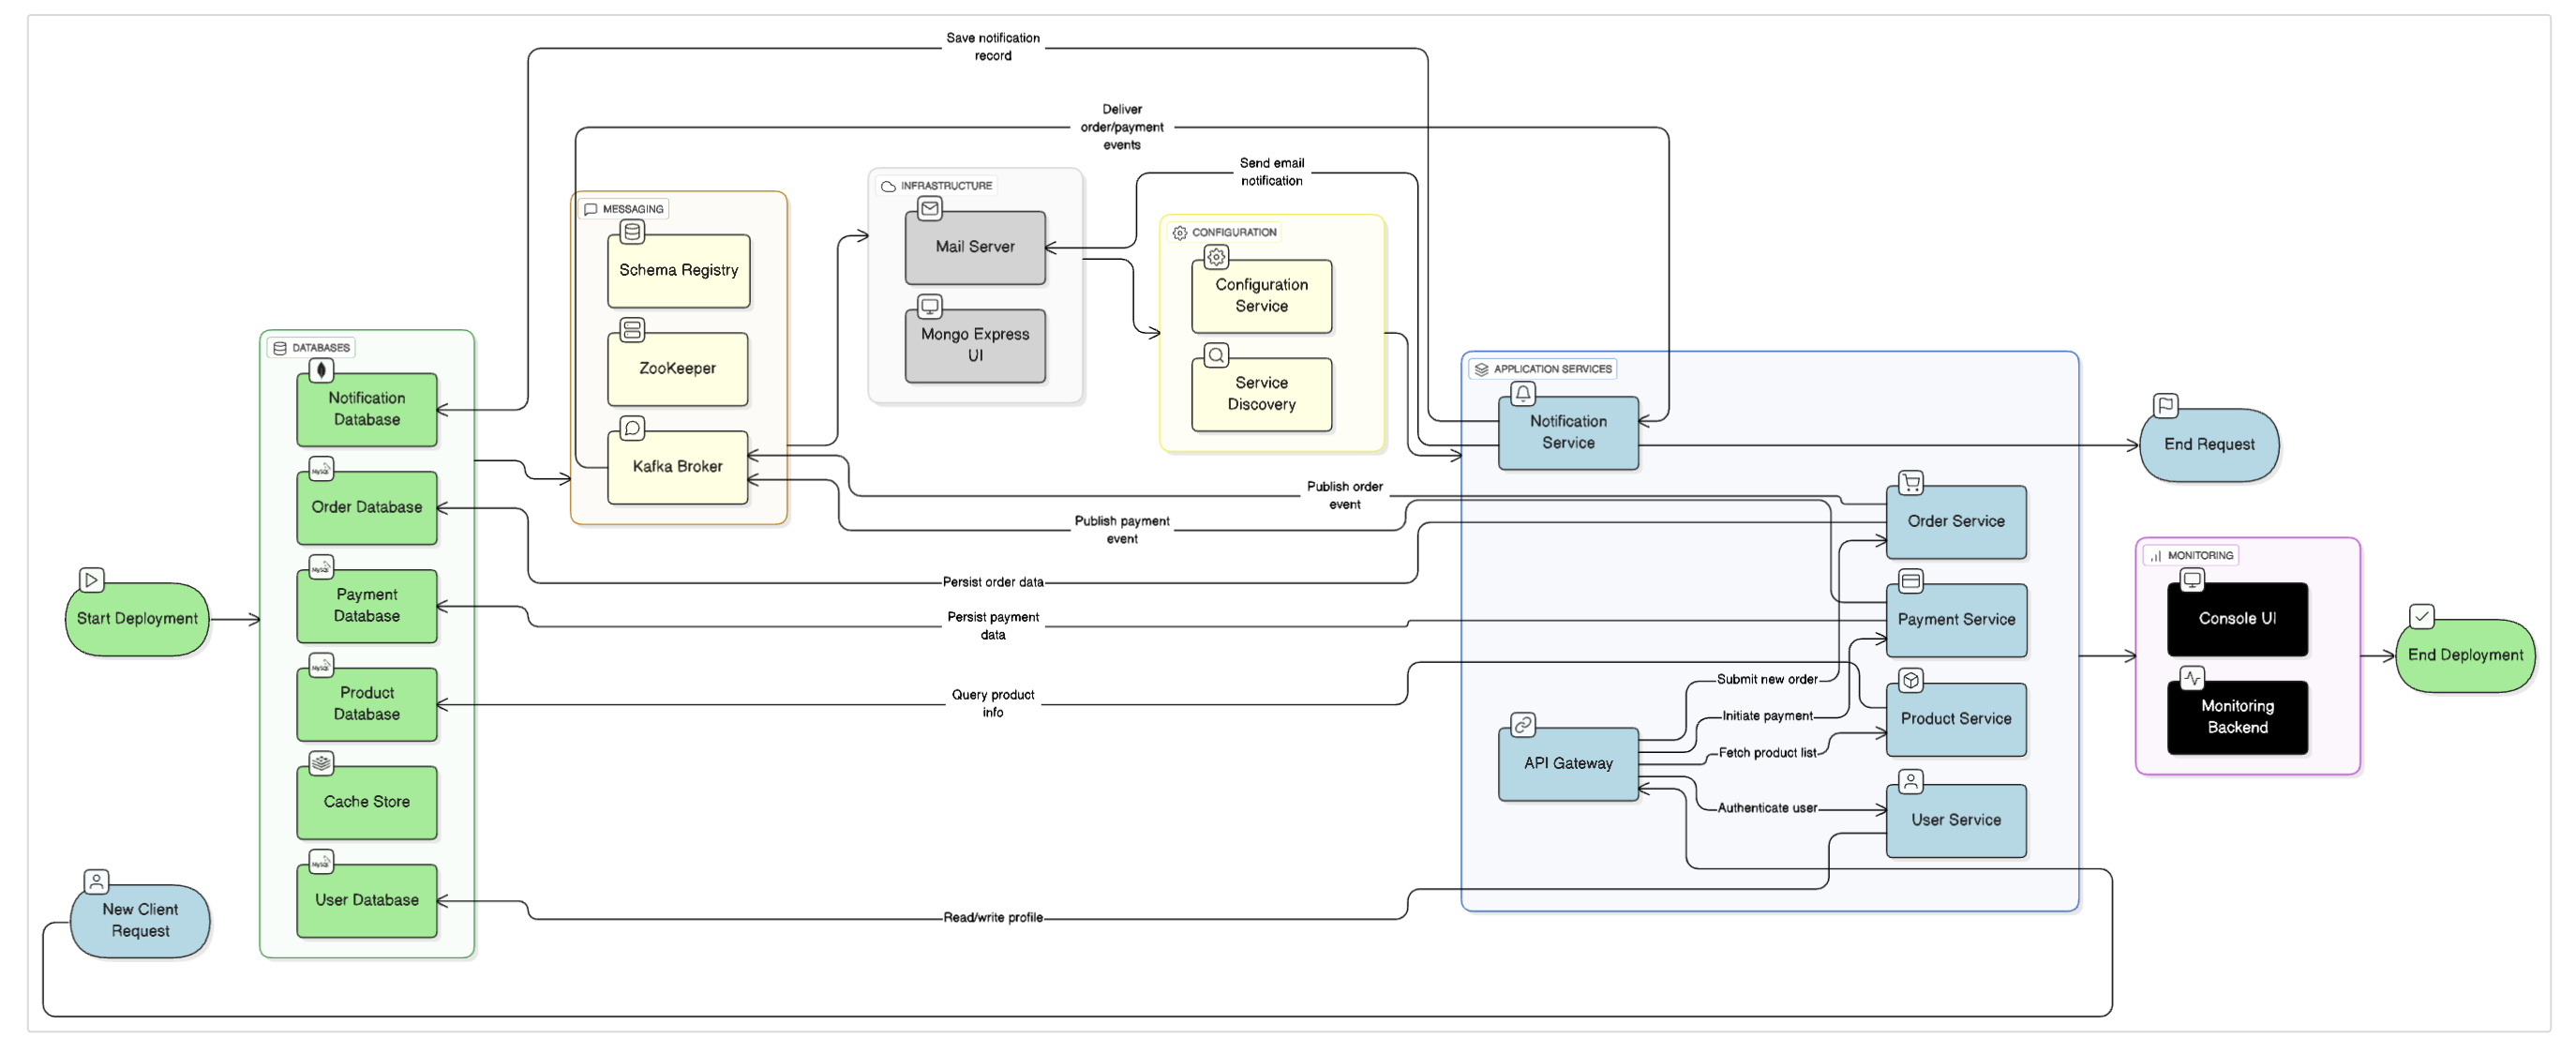 Save notification
record
Deliver
order/payment
events
Send email
notification
INFRASTRUCTURE
Mail Server
Mongo Express
UI
MESSAGING
Schema Registry
ZooKeeper
Kafka Broker
CONFIGURATION
Configuration
Service
Service
Discovery
DATABASES
Notification
Database
MySQL
Order Database
MySQL
Payment
Database
MySQL
Product
Database
Cache Store
MySQL
User Database
Start Deployment
New Client
Request
Publish order
event
Publish payment
event
Persist order data
Persist payment
data
Query product
info
Read/write profile
APPLICATION SERVICES
Notification
Service
Order Service
Payment Service
Product Service
User Service
API Gateway
Submit new order
Initiate payment
Fetch product list
Authenticate user
End Request
MONITORING
Console UI
Monitoring
Backend
End Deployment